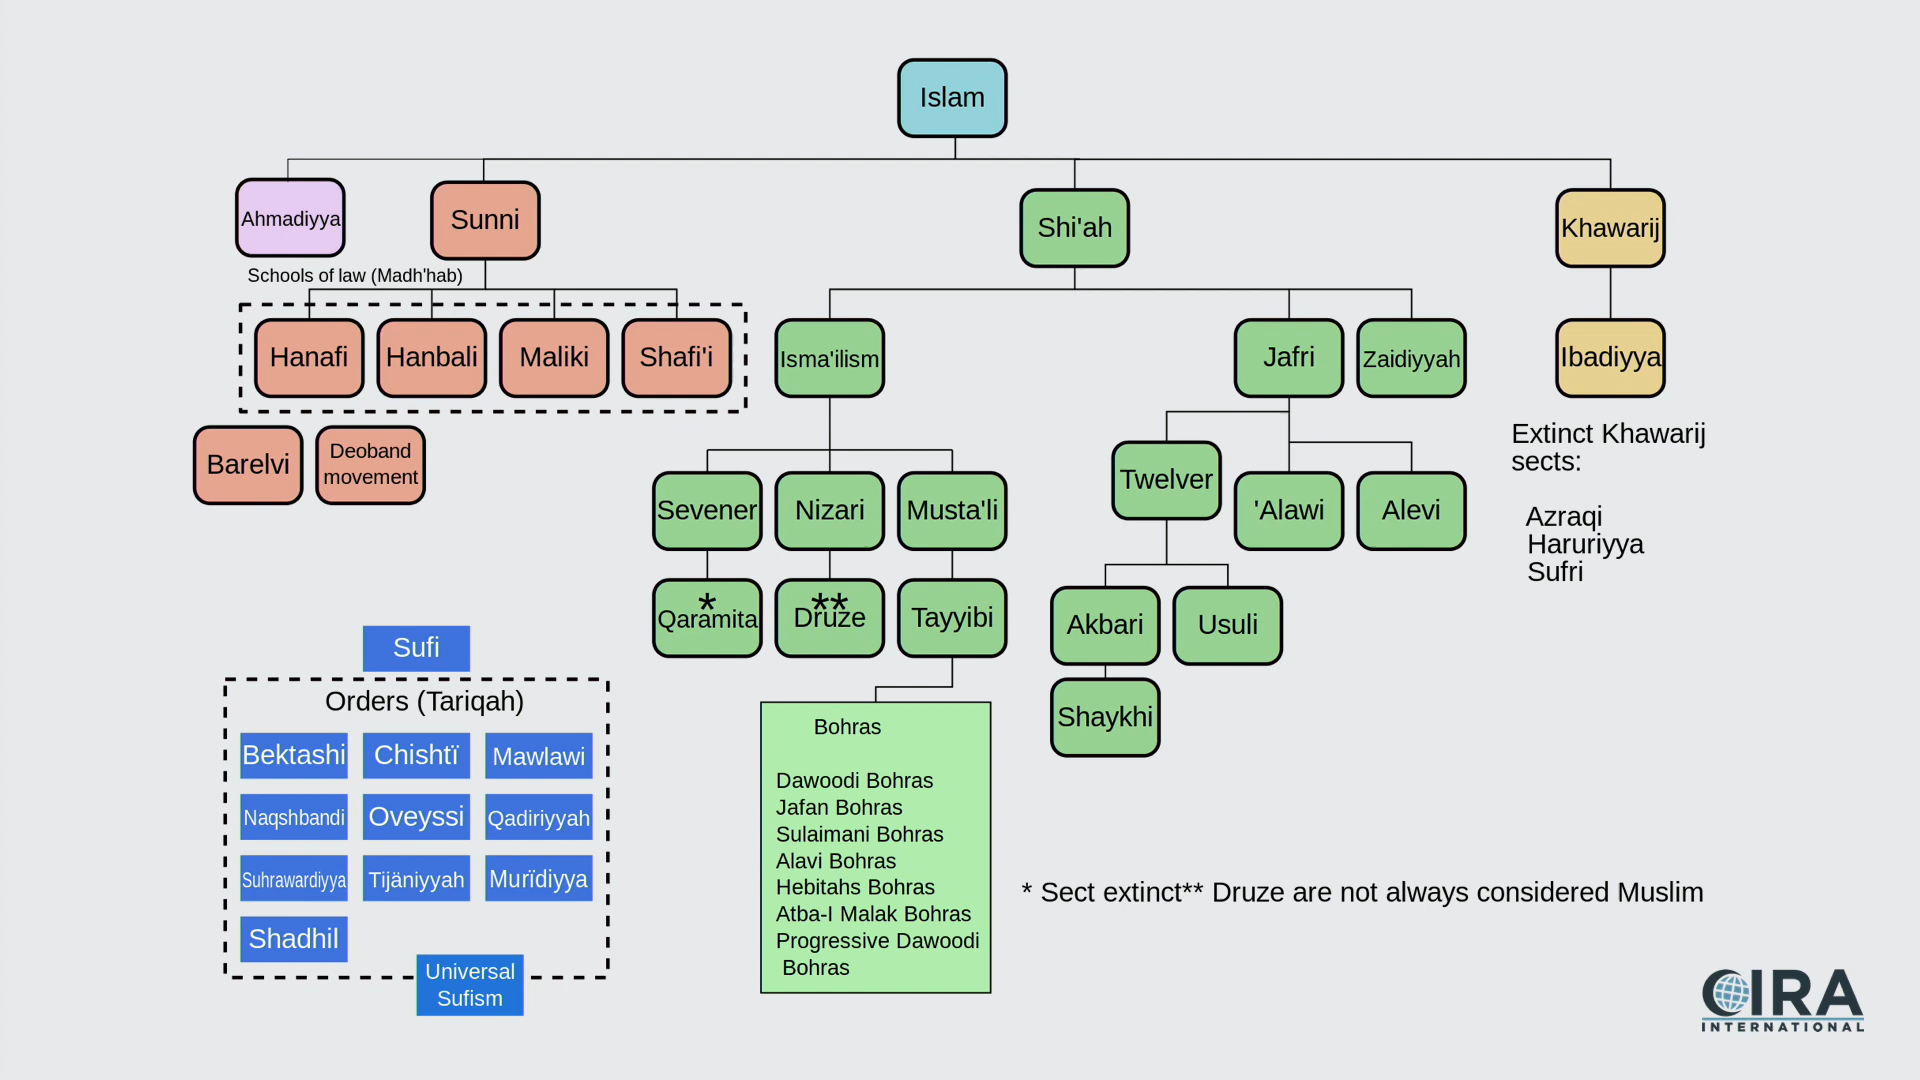 Islam
Ahmadiyya
Sunni
Shi'ah
Khawarij
Schools of law (Madh'hab)
Hanafi
Hanbali
Maliki
Shafi'i
Isma'ilism
Jafri
Zaidiyyah
Ibadiyya
Barelvi
Deoband
movement
Extinct Khawarij
sects:
Azraqi
Haruriyya
Sufri
Sevener
Nizari
Musta'li
Twelver
'Alawi
Alevi
*
Qaramita
**
Druze
Tayyibi
Akbari
Usuli
Shaykhi
Sufi
Orders (Tariqah)
Bektashi
Chishtï
Mawlawi
Naqshbandi
Oveyssi
Qadiriyyah
Suhrawardiyya
Tijäniyyah
Murïdiyya
Shadhil
Universal
Sufism
Bohras
Dawoodi Bohras
Jafan Bohras
Sulaimani Bohras
Alavi Bohras
Hebitahs Bohras
Atba-I Malak Bohras
Progressive Dawoodi
Bohras
* Sect extinct** Druze are not always considered Muslim
CIRA
INTERNATIONAL